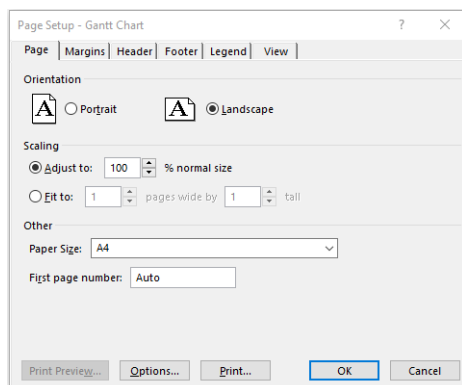 Page Setup - Gantt Chart ? ×
Page Margins Header Footer Legend View
Orientation
A Portrait A Landscape
Scaling
Adjust to: 100 % normal size
Fit to: 1 pages wide by 1 tall
Other
Paper Size: A4
First page number: Auto
Print Preview... Options... Print... OK Cancel